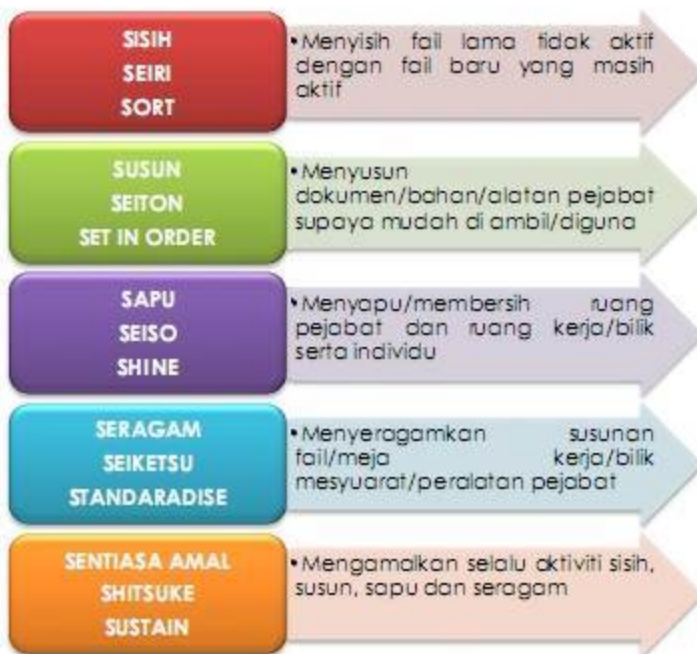 SISIH
SEIRI
SORT
•Menyisih fail lama tidak aktif
dengan fail baru yang masih
aktif
SUSUN
SEITON
SET IN ORDER
•Menyusun
dokumen/bahan/alatan pejabat
supaya mudah di ambil/diguna
SAPU
SEISO
SHINE
•Menyapu/membersih ruang
pejabat dan ruang kerja/bilik
serta individu
SERAGAM
SEIKETSU
STANDARADISE
•Menyeragamkan susunan
fail/meja kerja/bilik
mesyuarat/peralatan pejabat
SENTIASA AMAL
SHITSUKE
SUSTAIN
•Mengamalkan selalu aktiviti sisih,
susun, sapu dan seragam